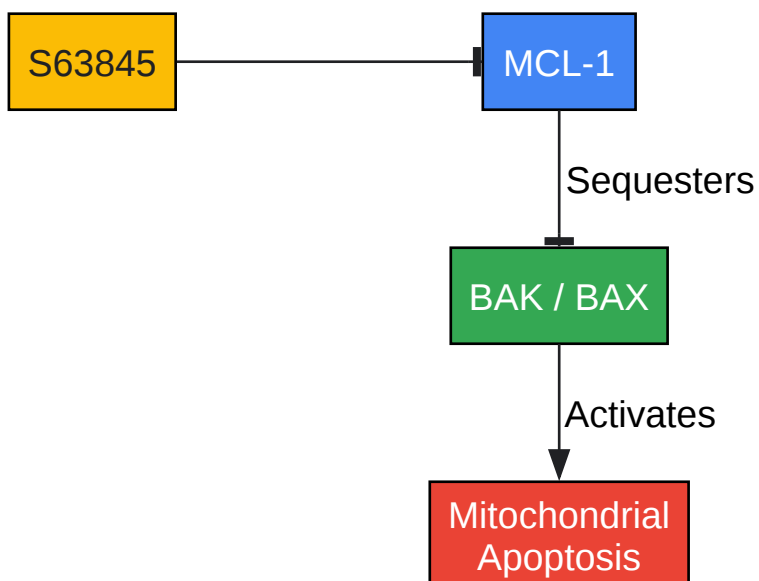 S63845
MCL-1
Sequesters
BAK / BAX
Activates
Mitochondrial
Apoptosis